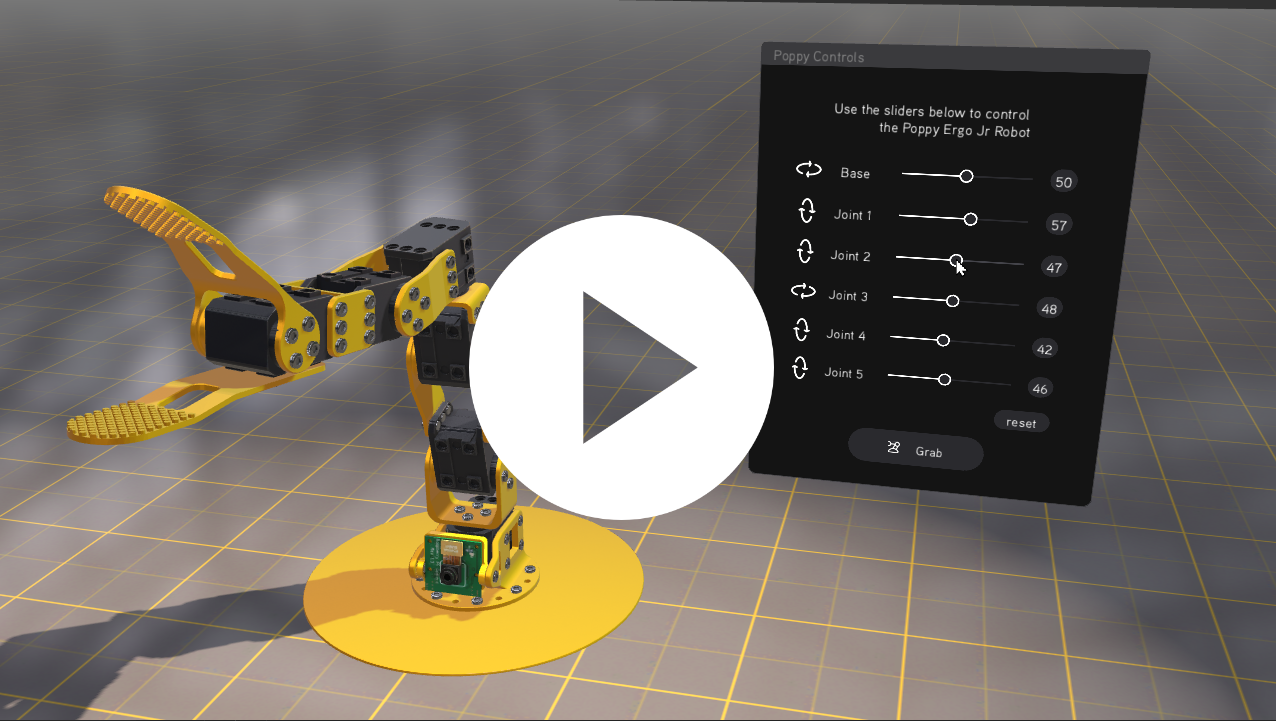 Poppy Controls
Use the sliders below to control
the Poppy Ergo Jr Robot
Base 50
Joint 1 57
Joint 2 47
Joint 3 48
Joint 4 42
Joint 5 46
reset
Grab